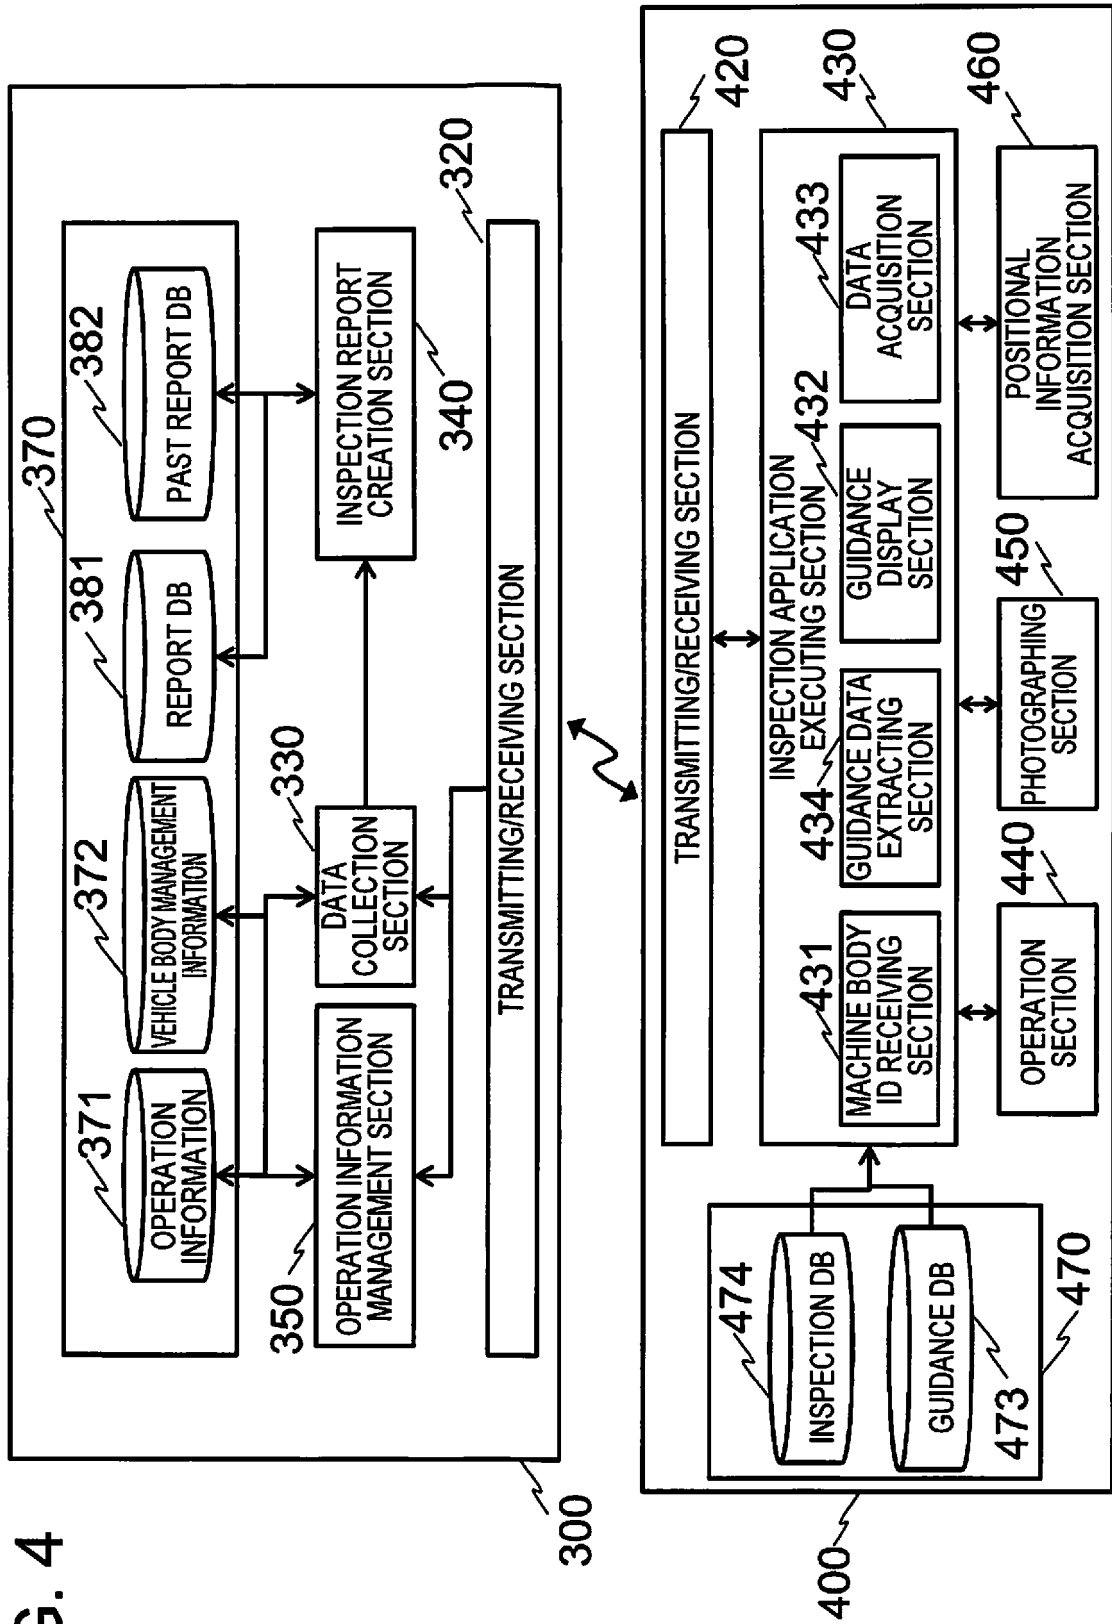 G. 4
300
370
371
OPERATION
INFORMATION
372
VEHICLE BODY MANAGEMENT
INFORMATION
381
REPORT DB
382
PAST REPORT DB
350
OPERATION INFORMATION
MANAGEMENT SECTION
330
DATA
COLLECTION
SECTION
INSPECTION REPORT
CREATION SECTION
340
320
TRANSMITTING/RECEIVING SECTION
400
420
TRANSMITTING/RECEIVING SECTION
430
INSPECTION APPLICATION
EXECUTING SECTION
431
MACHINE BODY
ID RECEIVING
SECTION
434
GUIDANCE DATA
EXTRACTING
SECTION
432
GUIDANCE
DISPLAY
SECTION
433
DATA
ACQUISITION
SECTION
474
INSPECTION DB
GUIDANCE DB
473
470
440
OPERATION
SECTION
450
PHOTOGRAPHING
SECTION
460
POSITIONAL
INFORMATION
ACQUISITION SECTION